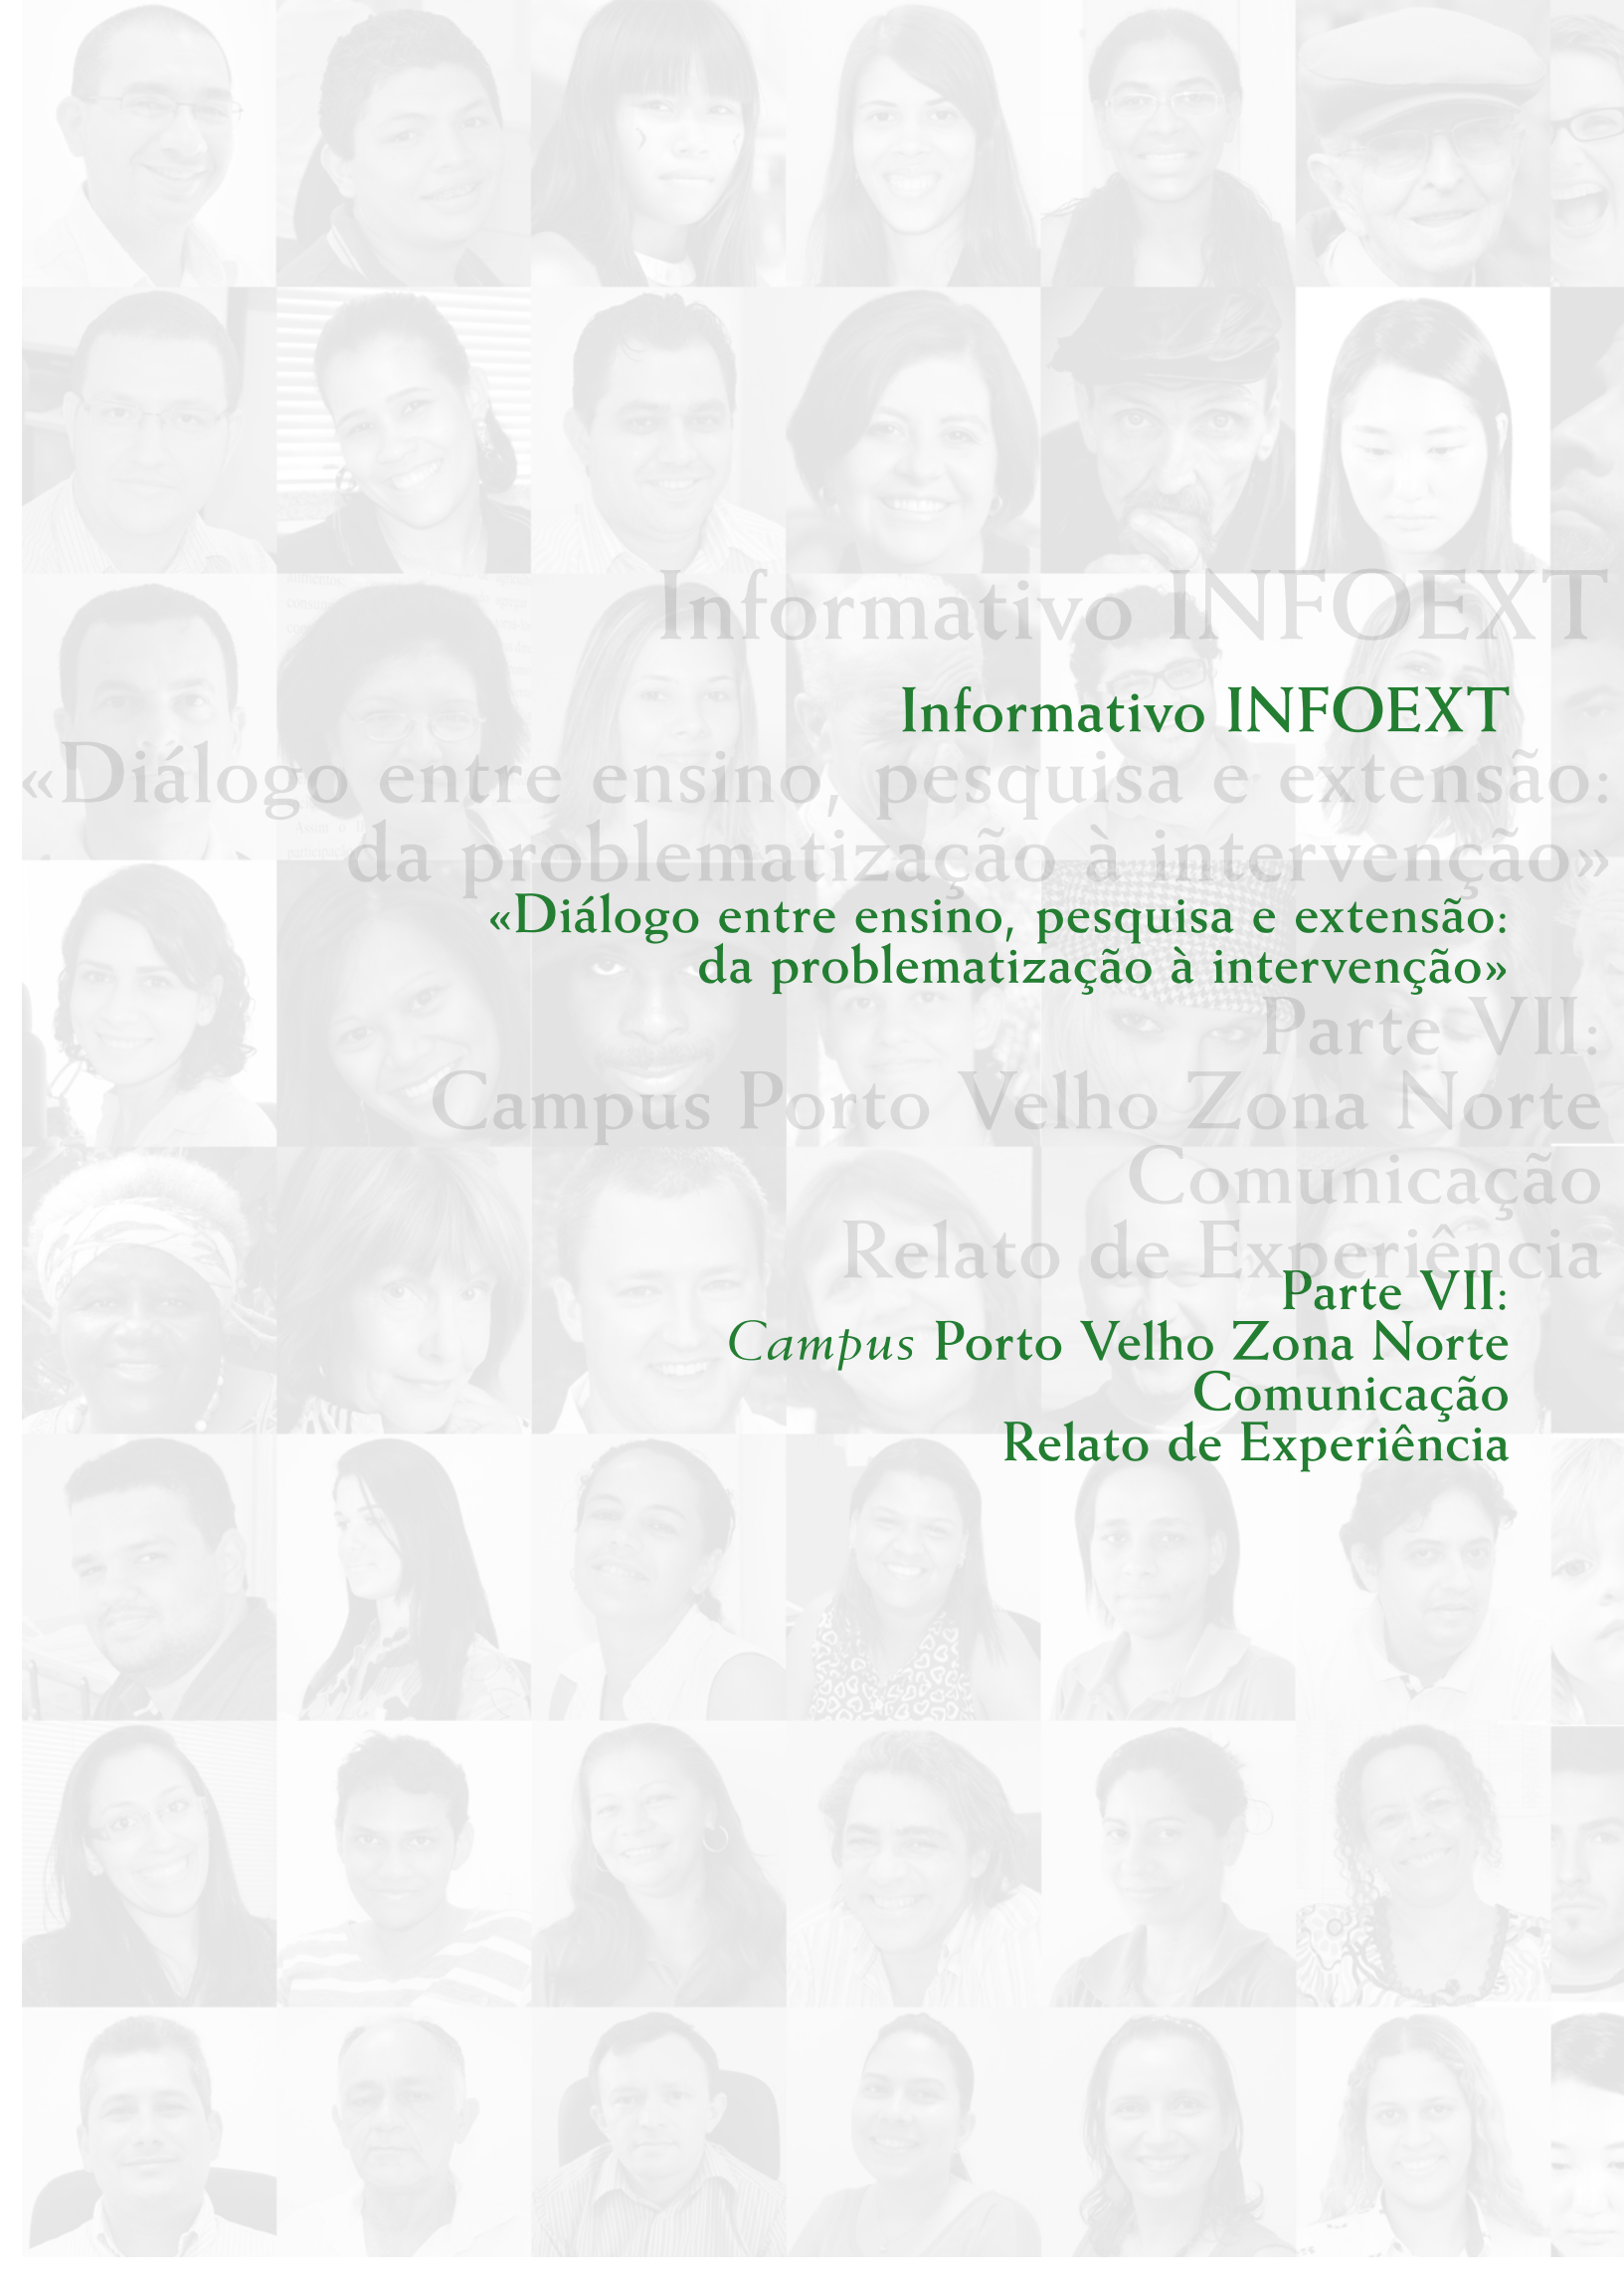 Informativo INFOEXT
Informativo INFOEXT
«Diálogo entre ensino, pesquisa e extensão:
da problematização à intervenção»
«Diálogo entre ensino, pesquisa e extensão:
da problematização à intervenção»
Parte VII:
Campus Porto Velho Zona Norte
Comunicação
Relato de Experiência
Parte VII:
Campus Porto Velho Zona Norte
Comunicação
Relato de Experiência